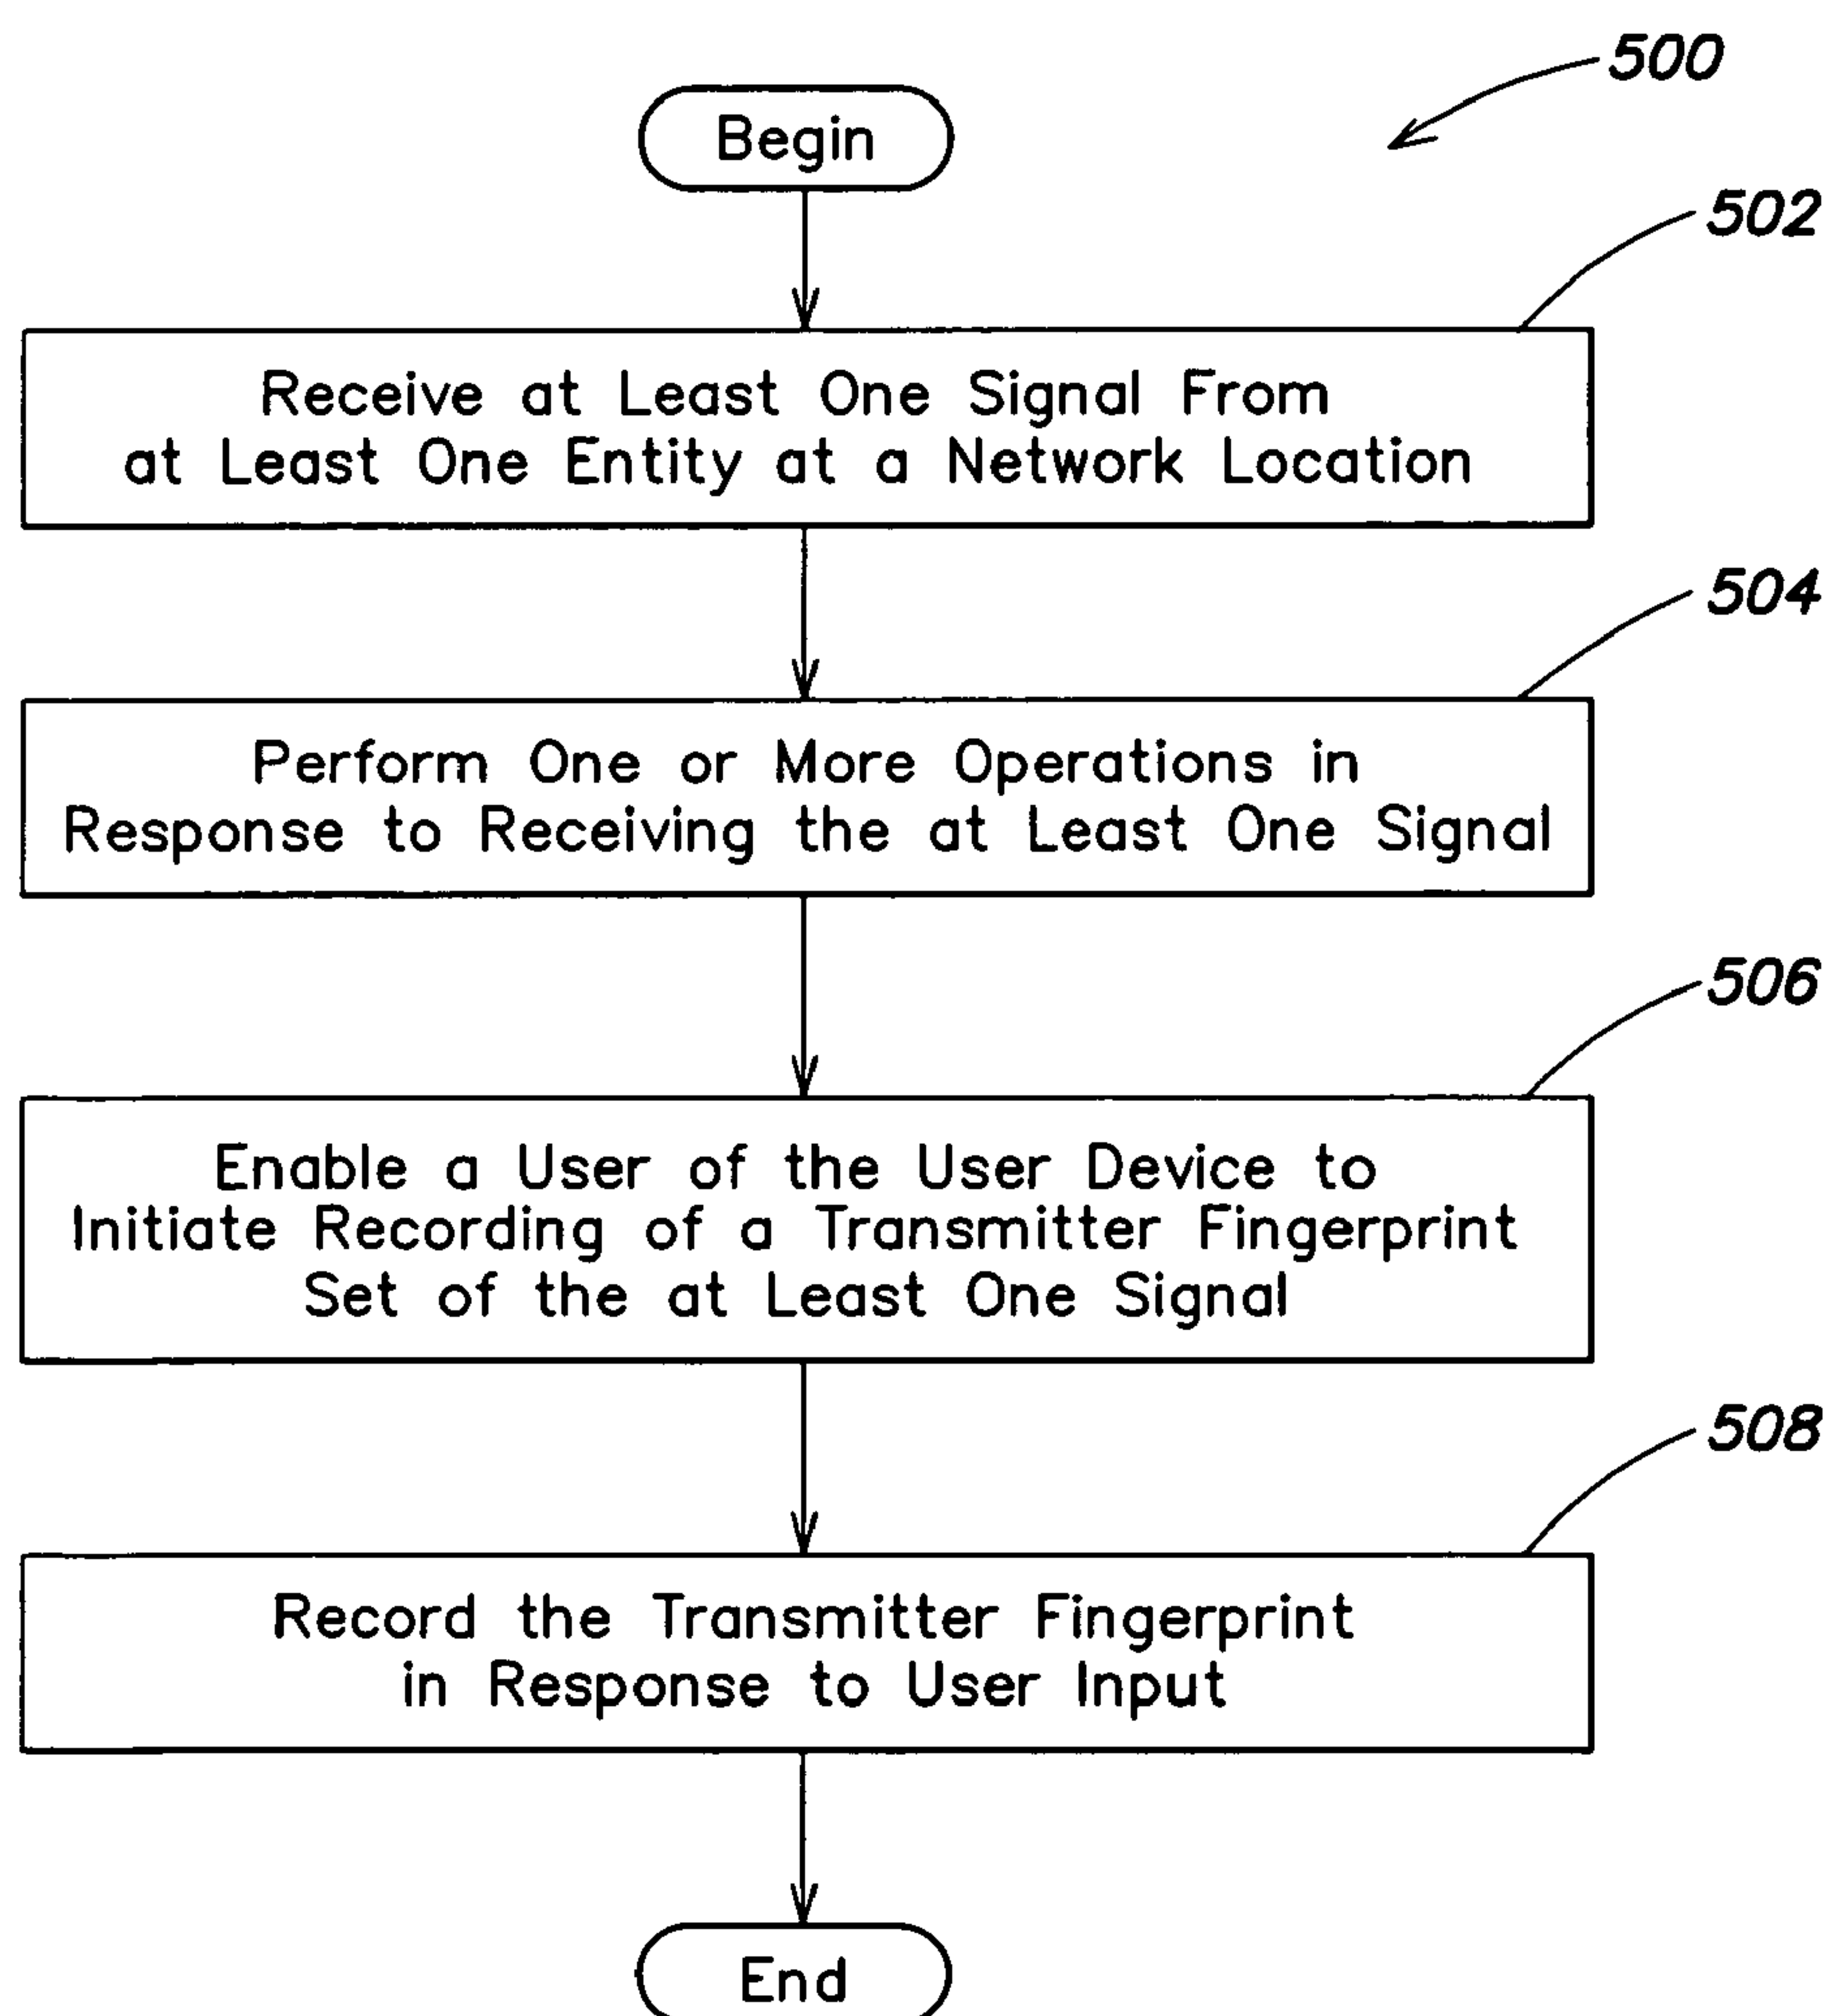 500
Begin
502
Receive at Least One Signal From
at Least One Entity at a Network Location
504
Perform One or More Operations in
Response to Receiving the at Least One Signal
506
Enable a User of the User Device to
Initiate Recording of a Transmitter Fingerprint
Set of the at Least One Signal
508
Record the Transmitter Fingerprint
in Response to User Input
End